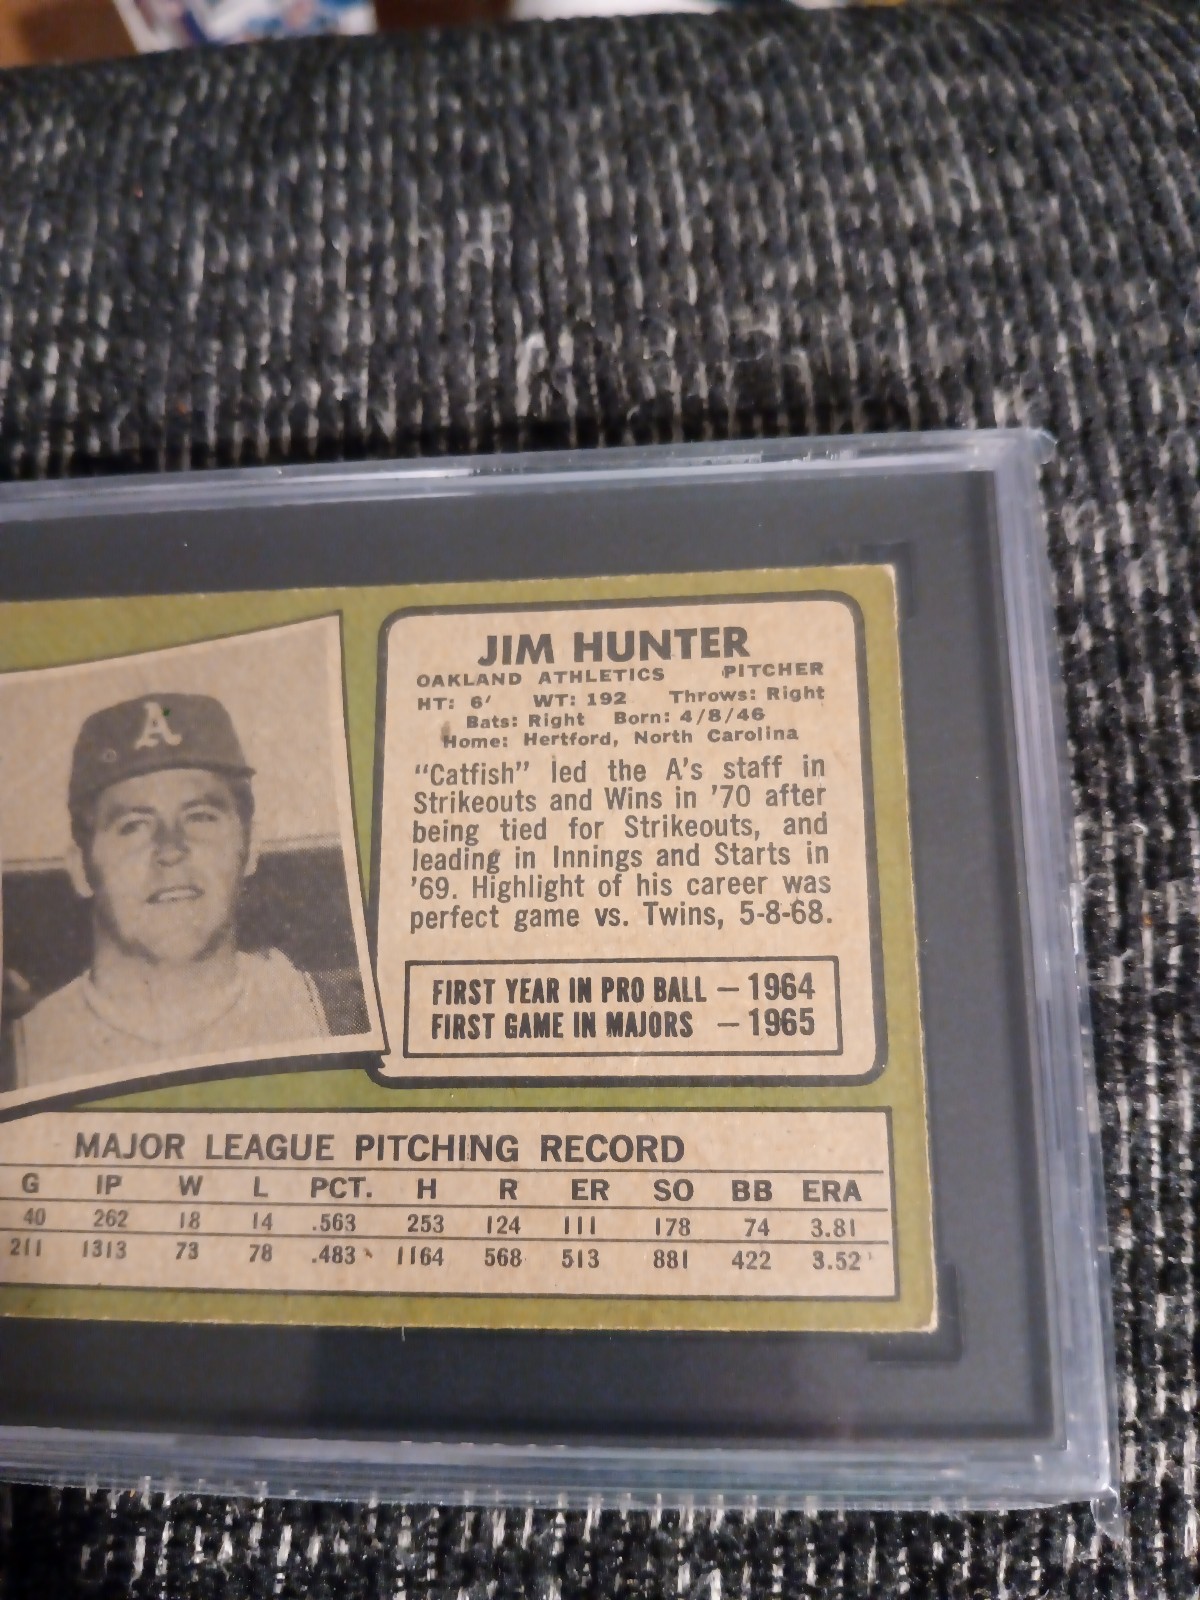 A
JIM HUNTER
OAKLAND ATHLETICS PITCHER
HT: 6' WT: 192 Throws: Right
Bats: Right Born: 4/8/46
Home: Hertford, North Carolina
"Catfish" led the A's staff in
Strikeouts and Wins in '70 after
being tied for Strikeouts, and
leading in Innings and Starts in
'69. Highlight of his career was
perfect game vs. Twins, 5-8-68.
FIRST YEAR IN PRO BALL — 1964
FIRST GAME IN MAJORS — 1965
MAJOR LEAGUE PITCHING RECORD
G IP W L PCT. H R ER SO BB ERA
40 262 18 14 .563 253 124 111 178 74 3.81
211 1313 73 78 .483 1164 568 513 881 422 3.52